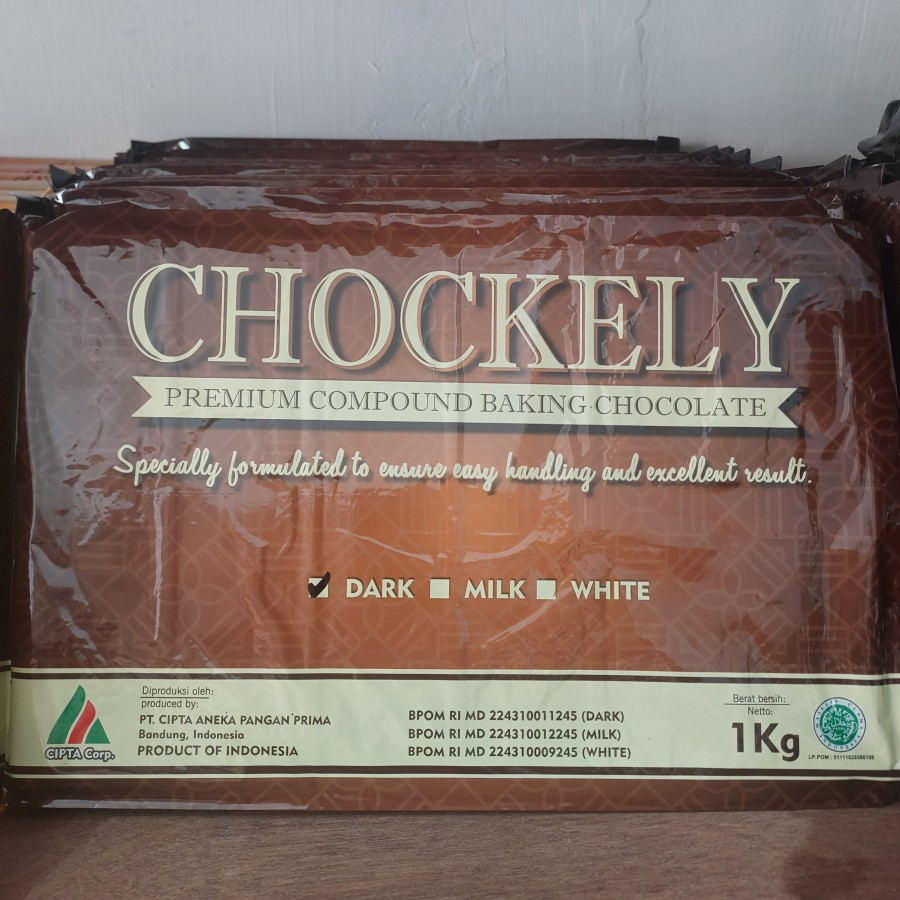 CHOCKELY
PREMIUM COMPOUND BAKING CHOCOLATE
Specially formulated to ensure easy handling and excellent result.
DARK MILK WHITE
CIPTA Corp.
Diproduksi oleh:
produced by:
PT. CIPTA ANEKA PANGAN PRIMA
Bandung, Indonesia
PRODUCT OF INDONESIA
BPOM RI MD 224310011245 (DARK)
BPOM RI MD 224310012245 (MILK)
BPOM RI MD 224310009245 (WHITE)
Berat bersih:
Netto:
1Kg
LP.POM :